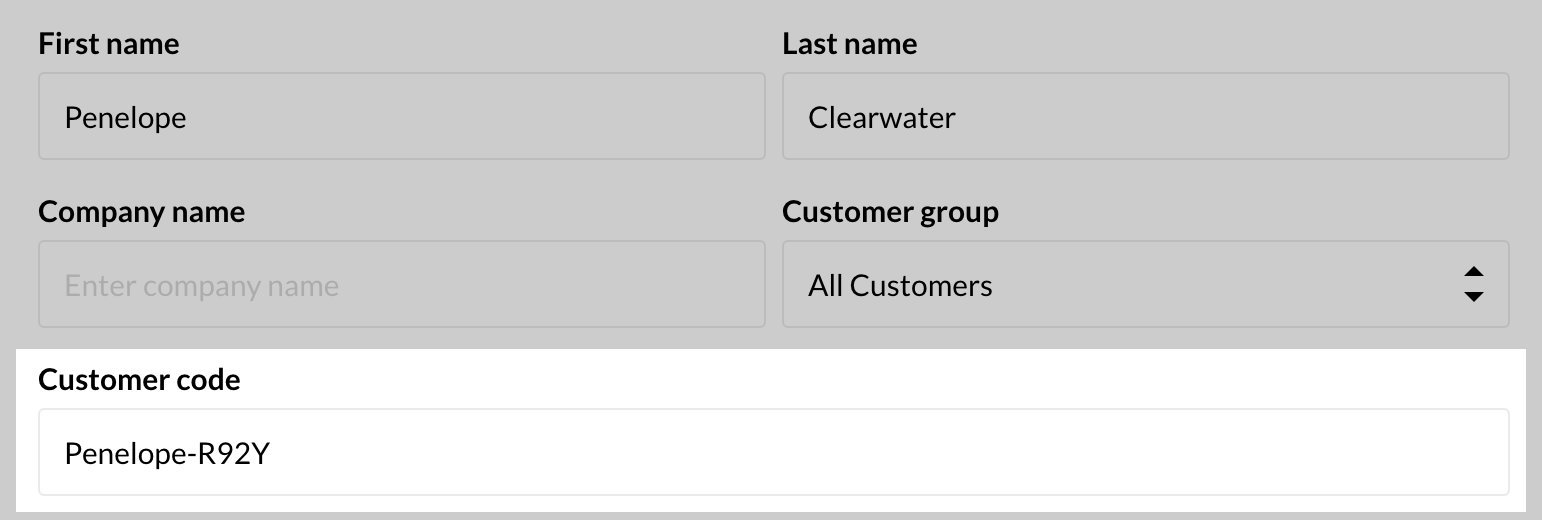 First name
Last name
Penelope
Clearwater
Company name
Customer group
Enter company name
All Customers
Customer code
Penelope-R92Y